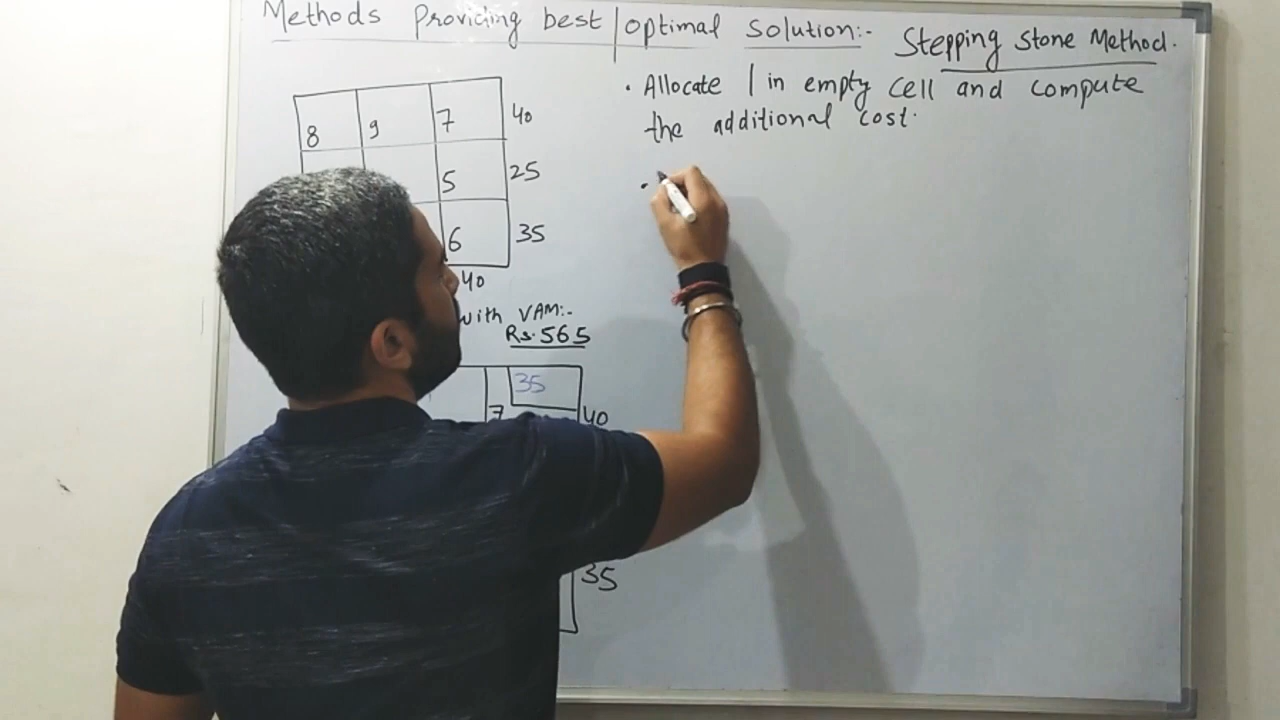 Methods Providing best/optimal solution:- Stepping Stone Method.
· Allocate 1 in empty cell and compute
the additional cost.
8 9 7 40
5 25
6 35
40
with VAM:-
Rs. 565
35
7 40
35